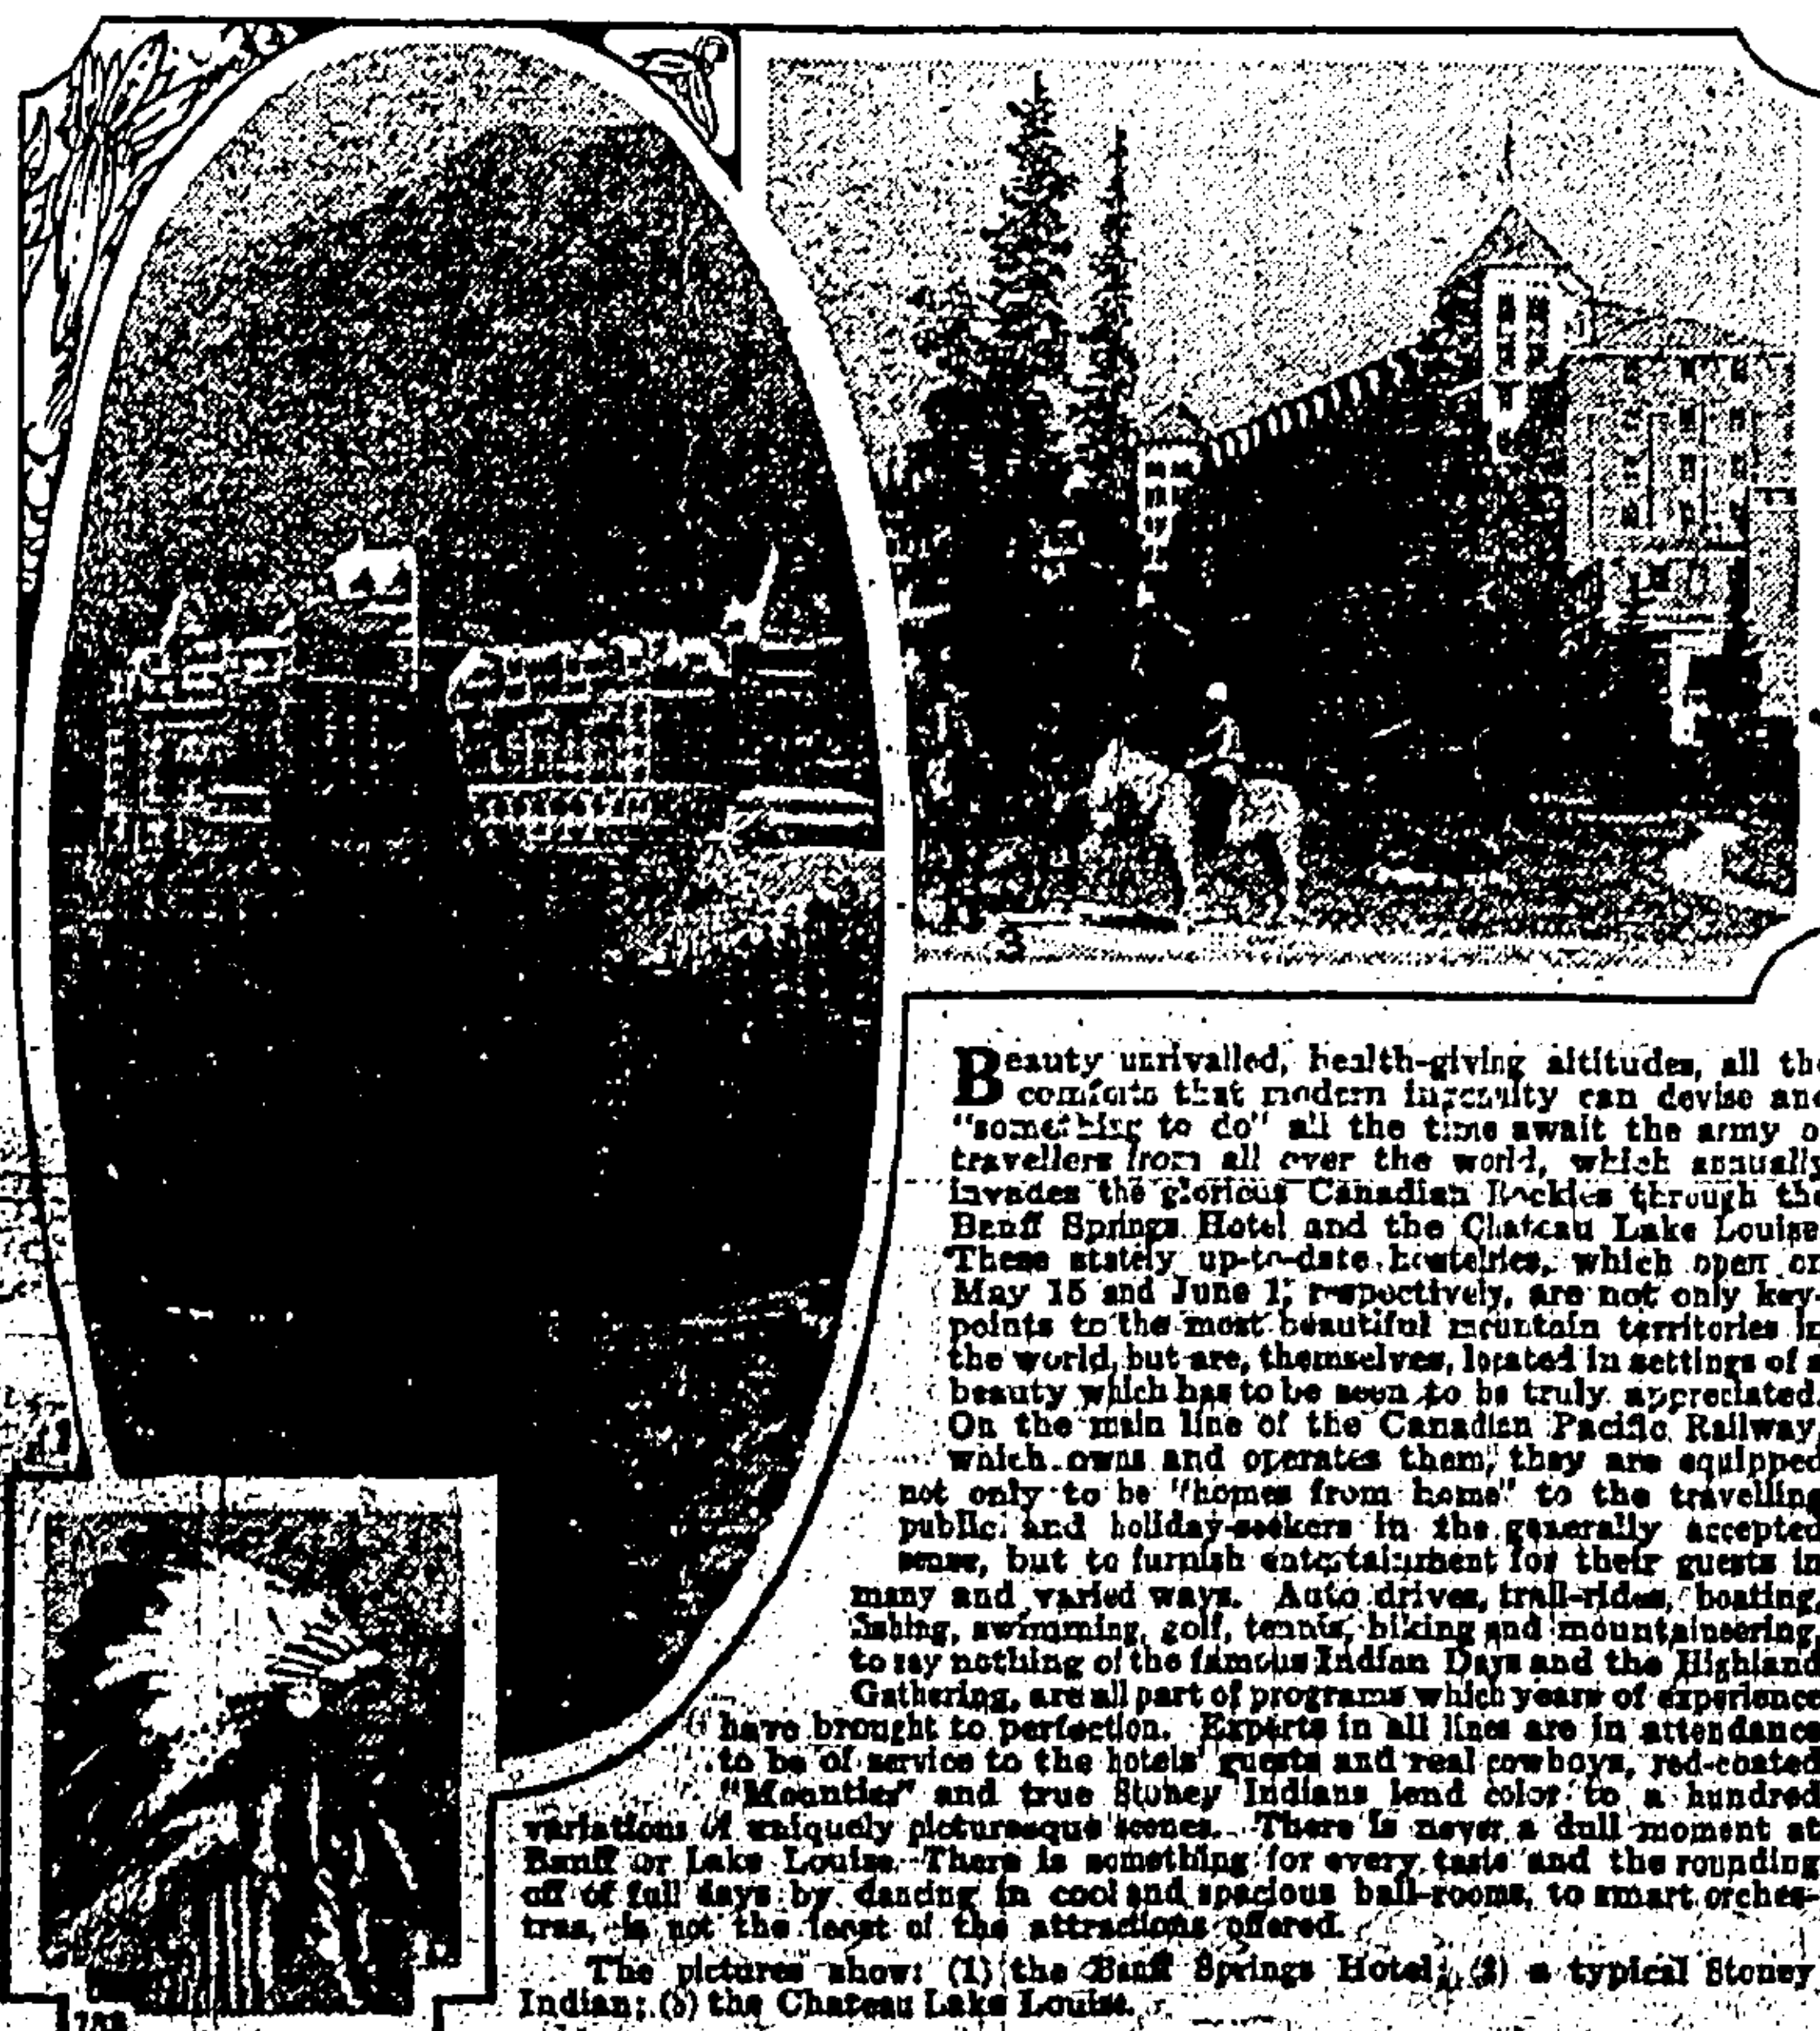 3
Beauty unrivalled, health-giving altitudes, all the
comforts that modern ingenuity can devise and
"something to do" all the time await the army o
travellers from all over the world, which annually
invades the glorious Canadian Rockies through the
Banff Springs Hotel and the Chateau Lake Louise
These stately up-to-date hostelries, which open on
May 15 and June 1, respectively, are not only key-
points to the most beautiful mountain territories in
the world, but are, themselves, located in settings of a
beauty which has to be seen to be truly appreciated.
On the main line of the Canadian Pacific Railway,
which owns and operates them, they are equipped
not only to be "homes from home" to the travelling
public and holiday-seekers in the generally accepted
sense, but to furnish entertainment for their guests in
many and varied ways. Auto drives, trail-rides, boating,
fishing, swimming, golf, tennis, hiking and mountaineering,
to say nothing of the famous Indian Days and the Highland
Gathering, are all part of programs which years of experience
have brought to perfection. Experts in all lines are in attendance
to be of service to the hotels' guests and real cowboys, red-coated
"Mounties" and true Stoney Indians lend color to a hundred
variations of uniquely picturesque scenes. There is never a dull moment at
Banff or Lake Louise. There is something for every taste and the rounding
off of full days by dancing in cool and spacious ball-rooms, to smart orches-
tras, is not the least of the attractions offered.
The pictures show: (1) the Banff Springs Hotel; (2) a typical Stoney
Indian; (3) the Chateau Lake Louise.